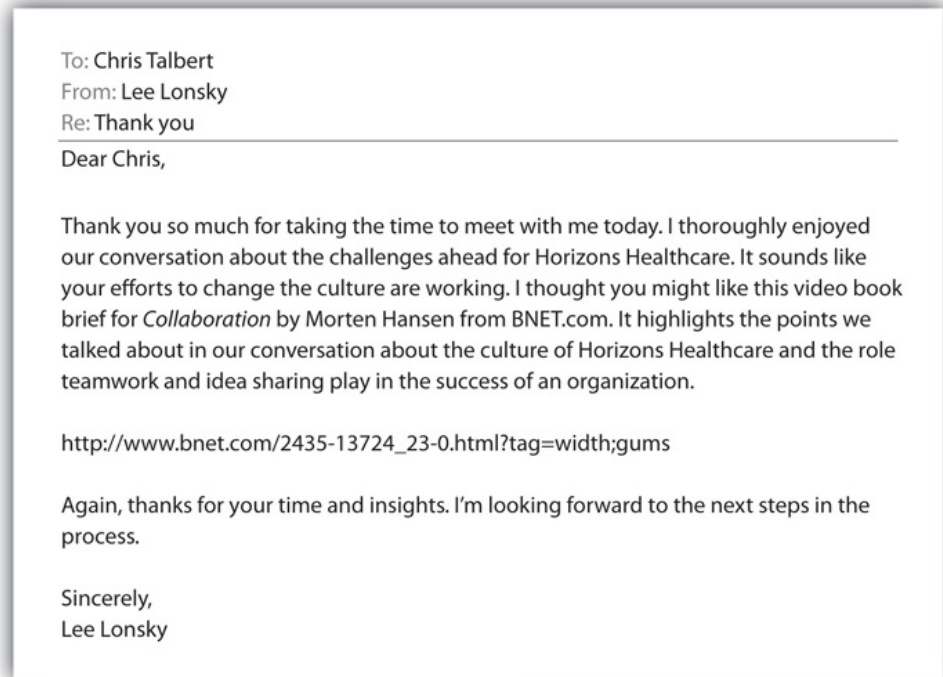 To: Chris Talbert
From: Lee Lonsky
Re: Thank you
Dear Chris,
Thank you so much for taking the time to meet with me today. I thoroughly enjoyed
our conversation about the challenges ahead for Horizons Healthcare. It sounds like
your efforts to change the culture are working. I thought you might like this video book
brief for Collaboration by Morten Hansen from BNET.com. It highlights the points we
talked about in our conversation about the culture of Horizons Healthcare and the role
teamwork and idea sharing play in the success of an organization.
http://www.bnet.com/2435-13724_23-0.html?tag=width;gums
Again, thanks for your time and insights. I’m looking forward to the next steps in the
process.
Sincerely,
Lee Lonsky